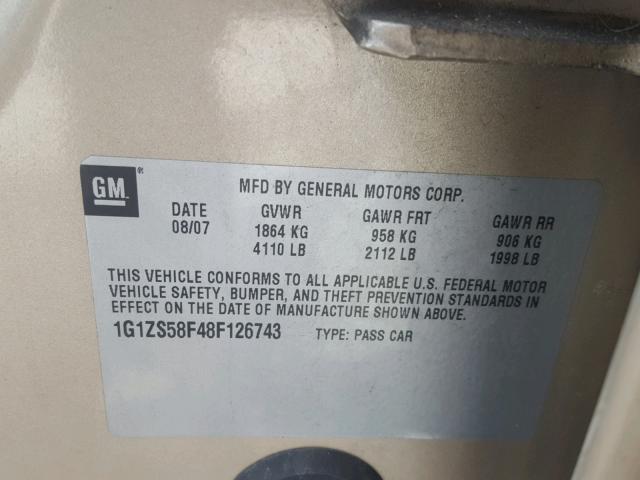 GM®
MFD BY GENERAL MOTORS CORP.
DATE GVWR GAWR FRT GAWR RR
08/07 1864 KG 958 KG 906 KG
4110 LB 2112 LB 1998 LB
THIS VEHICLE CONFORMS TO ALL APPLICABLE U.S. FEDERAL MOTOR
VEHICLE SAFETY, BUMPER, AND THEFT PREVENTION STANDARDS IN
EFFECT ON THE DATE OF MANUFACTURE SHOWN ABOVE.
1G1ZS58F48F126743 TYPE: PASS CAR